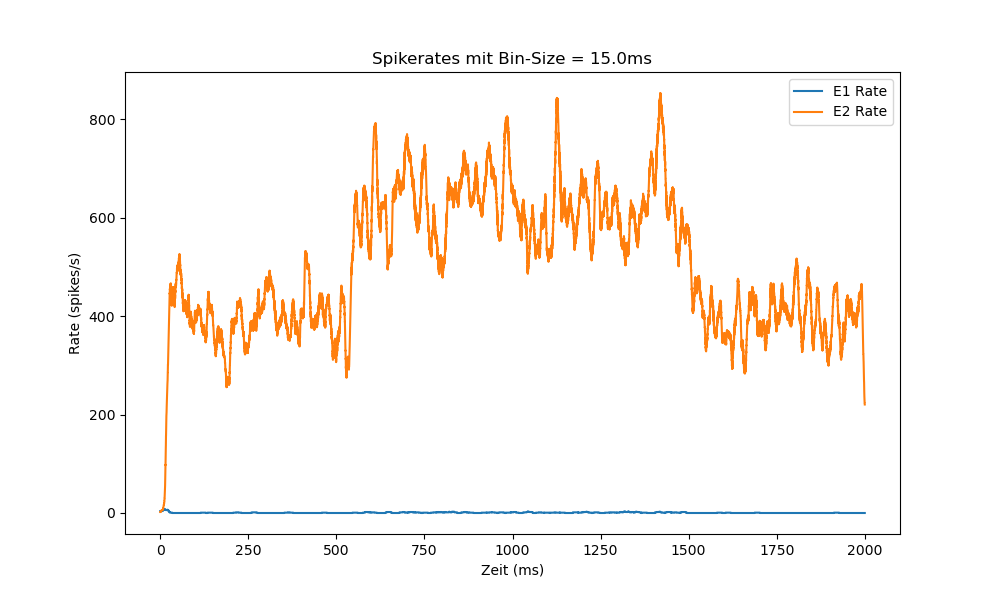 Spikerates mit Bin-Size = 15.0ms
E1 Rate
E2 Rate
Rate (spikes/s)
800
600
400
200
0
0 250 500 750 1000 1250 1500 1750 2000
Zeit (ms)